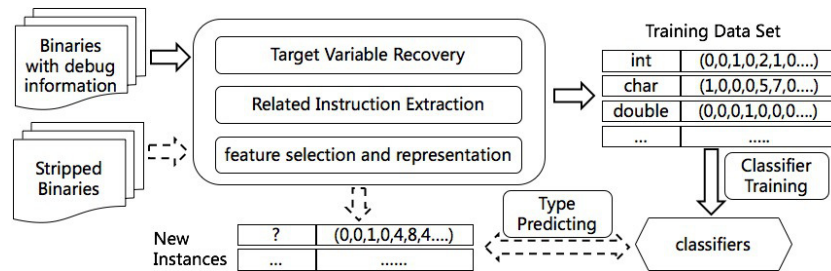 Binaries
with debug
information
Target Variable Recovery
Related Instruction Extraction
feature selection and representation
Stripped
Binaries
Training Data Set
int (0,0,1,0,2,1,0....)
char (1,0,0,0,5,7,0....)
double (0,0,0,1,0,0,0....)
... .....
Classifier
Training
Type
Predicting
classifiers
New
Instances
? (0,0,1,0,4,8,4....)
... ......